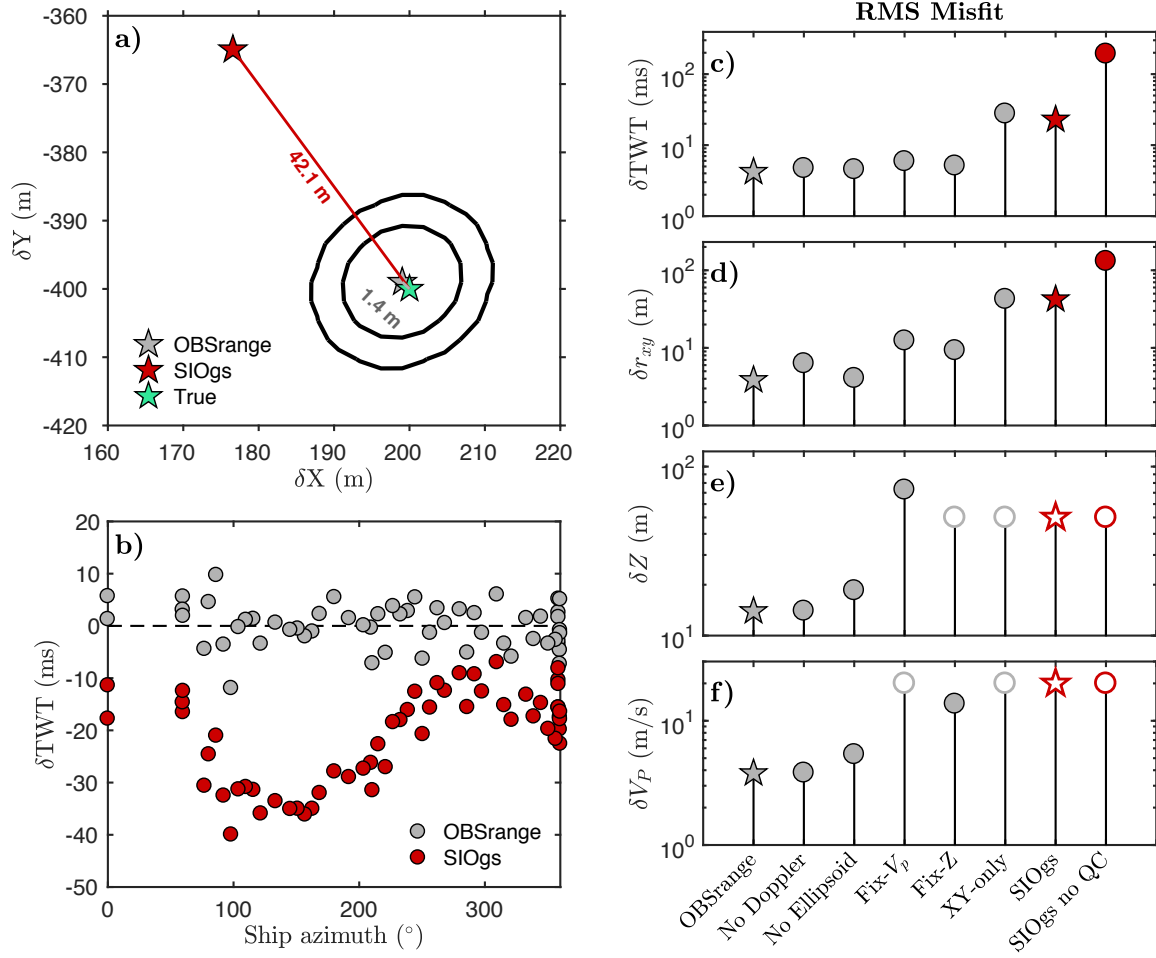 a)
-360
-370
-380
-390
-400
-410
-420
δY (m)
42.1 m
1.4 m
OBSrange
SIOgs
True
160 170 180 190 200 210 220
δX (m)
b)
20
10
0
-10
-20
-30
-40
-50
δTWT (ms)
OBSrange
SIOgs
0 100 200 300
Ship azimuth (°)
RMS Misfit
c)
10²
10¹
10⁰
δTWT (ms)
d)
10²
10¹
10⁰
δr_xy (m)
e)
10²
10¹
δZ (m)
f)
10¹
10⁰
δV_P (m/s)
OBSrange
No Doppler
No Ellipsoid
Fix-V_p
Fix-Z
XY-only
SIOgs
SIOgs no QC